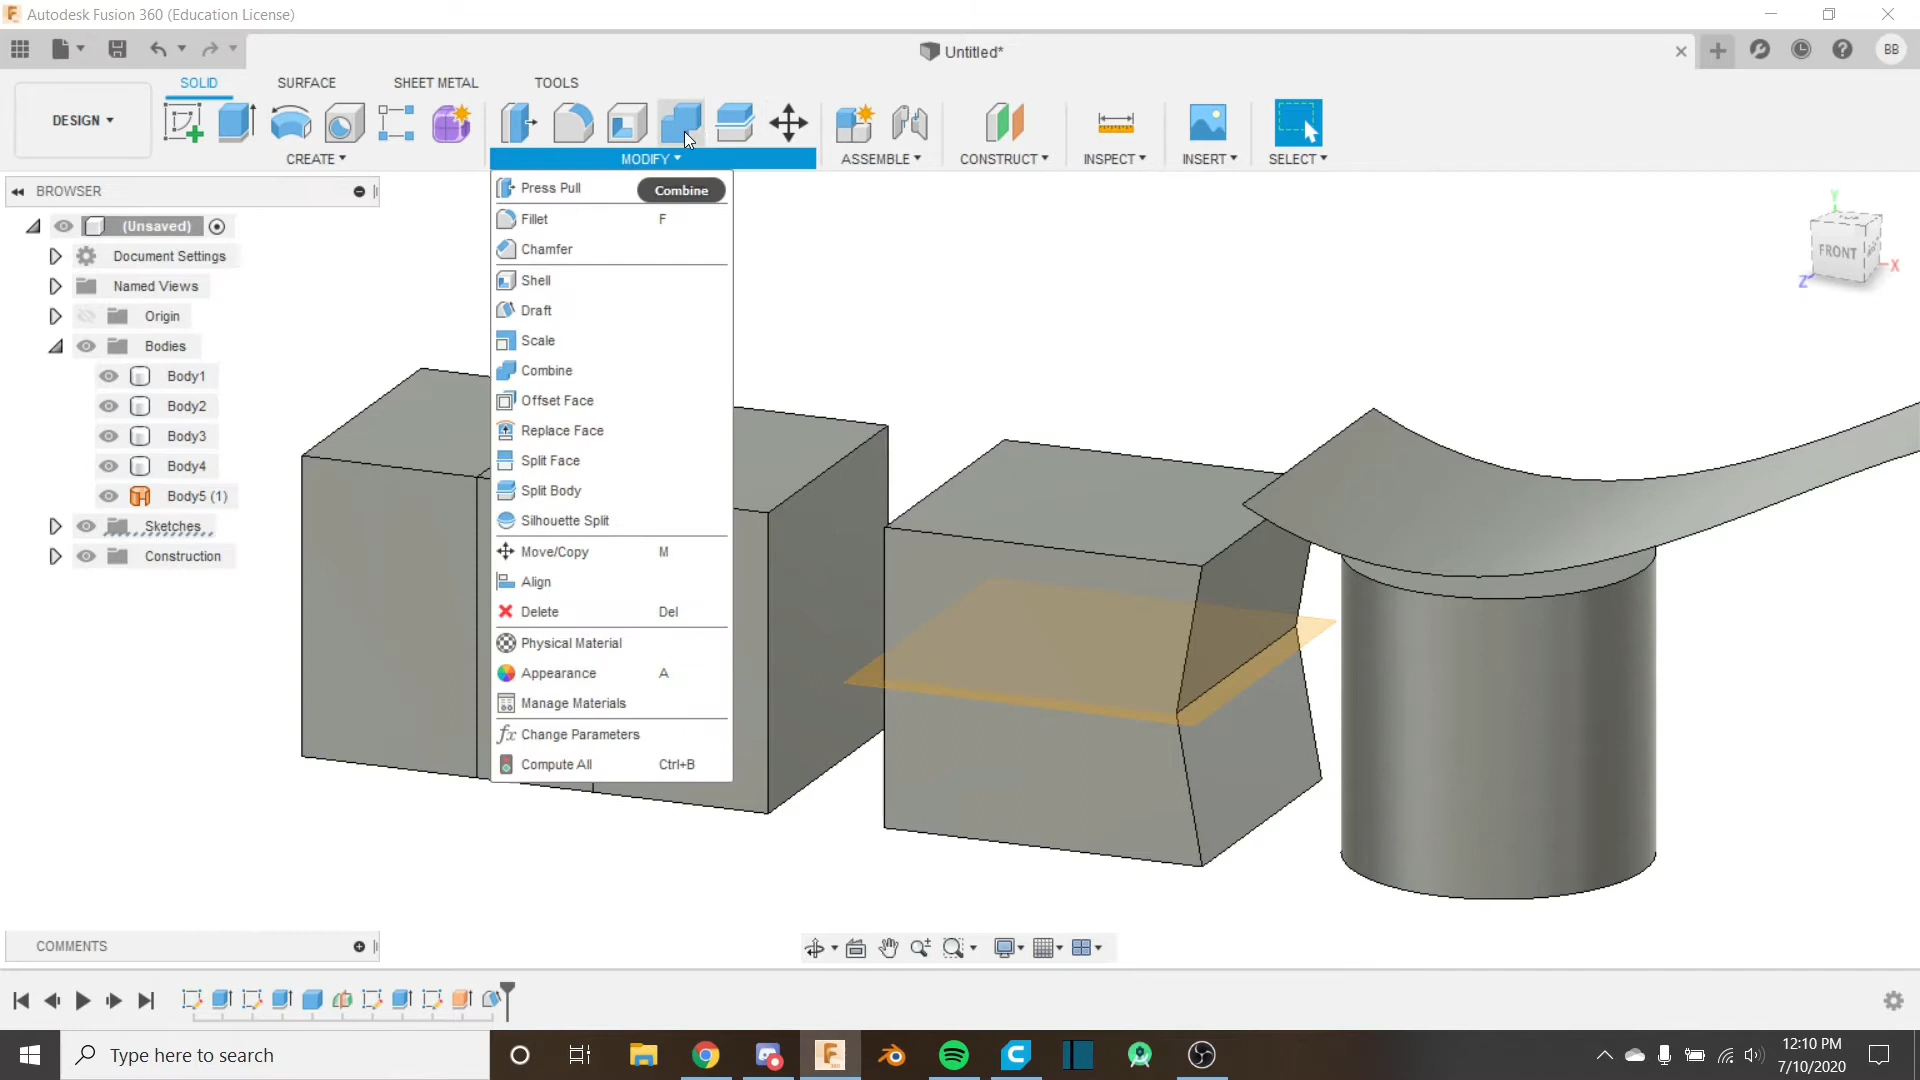 Autodesk Fusion 360 (Education License)
Untitled*
BB
SOLID SURFACE SHEET METAL TOOLS
DESIGN
CREATE MODIFY ASSEMBLE CONSTRUCT INSPECT INSERT SELECT
BROWSER
(Unsaved)
Document Settings
Named Views
Origin
Bodies
Body1
Body2
Body3
Body4
Body5 (1)
Sketches
Construction
Press Pull
Combine
Fillet F
Chamfer
Shell
Draft
Scale
Combine
Offset Face
Replace Face
Split Face
Split Body
Silhouette Split
Move/Copy M
Align
Delete Del
Physical Material
Appearance A
Manage Materials
fx Change Parameters
Compute All Ctrl+B
Y
FRONT
X
Z
COMMENTS
Type here to search
12:10 PM
7/10/2020